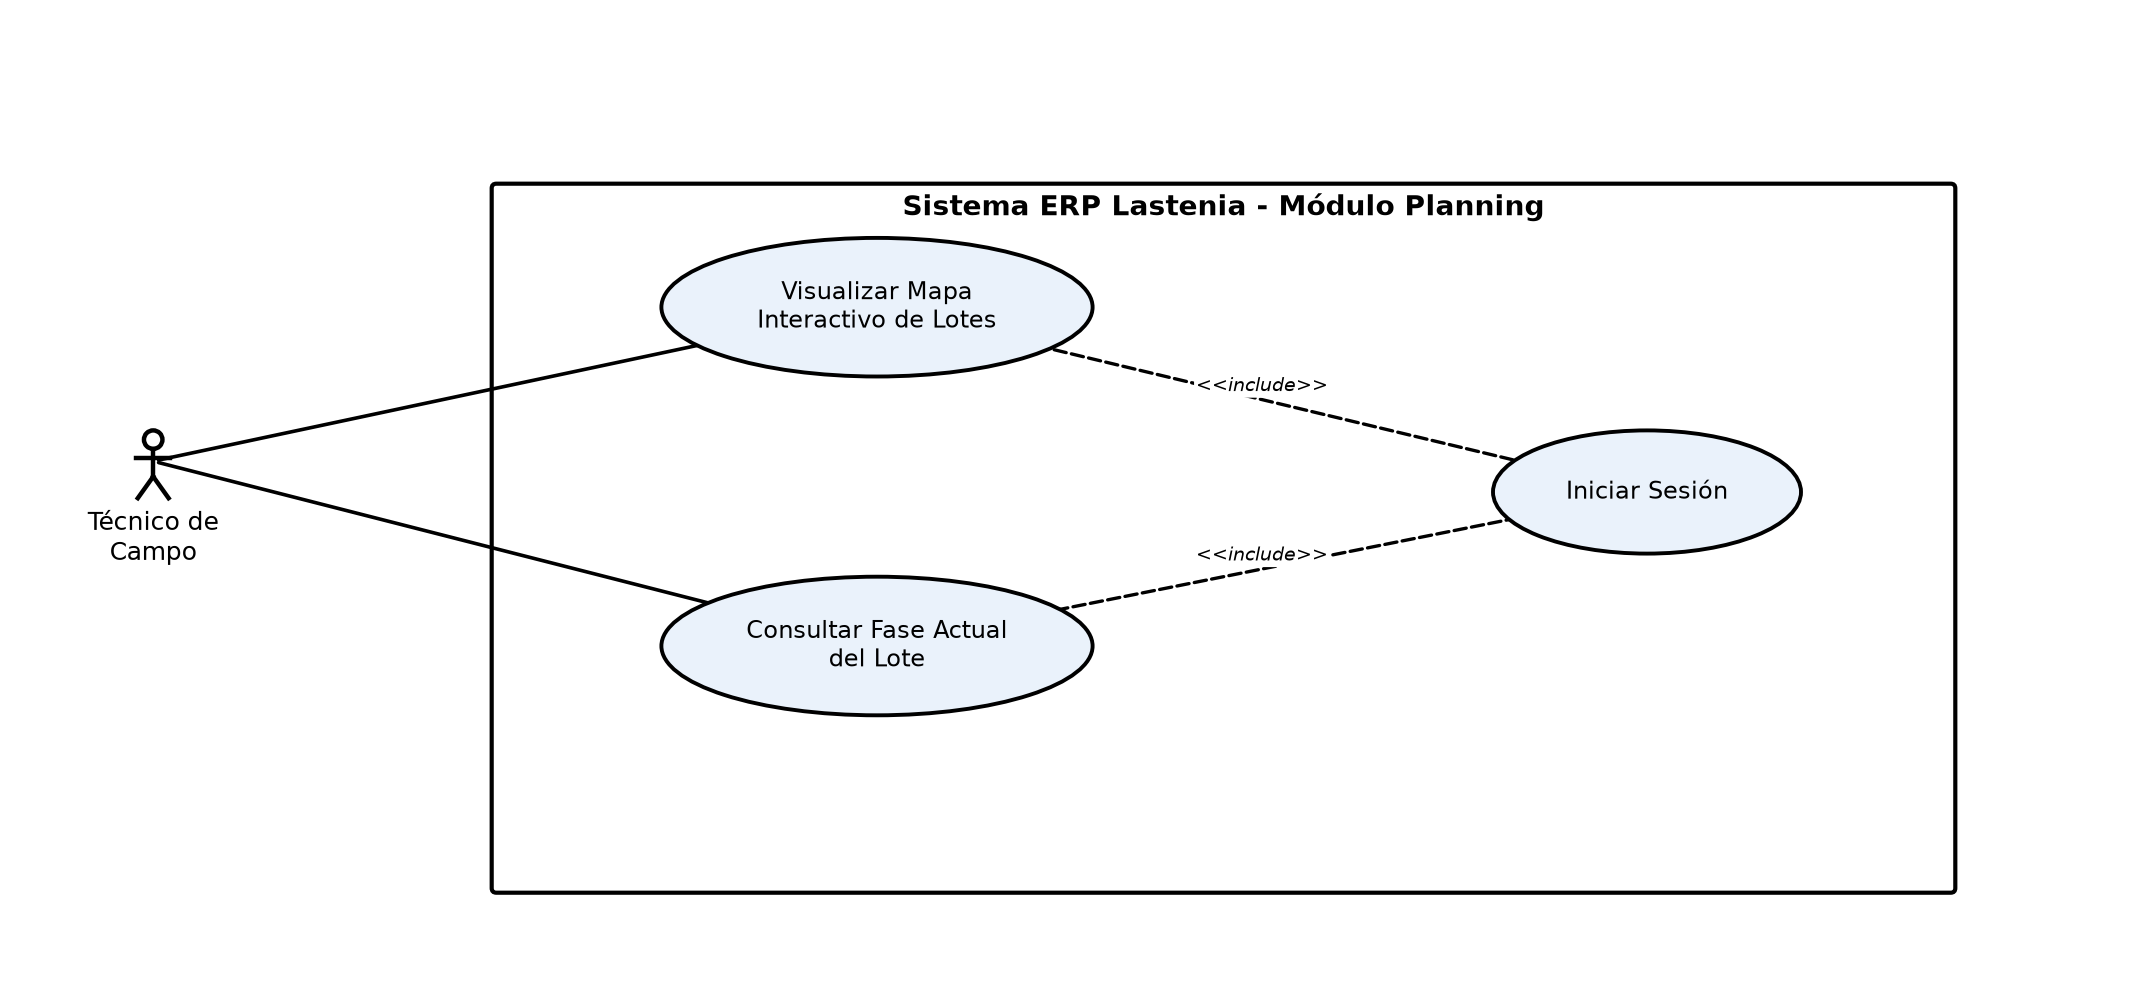 Sistema ERP Lastenia - Módulo Planning
Visualizar Mapa
Interactivo de Lotes
<<include>>
Iniciar Sesión
Técnico de
Campo
<<include>>
Consultar Fase Actual
del Lote